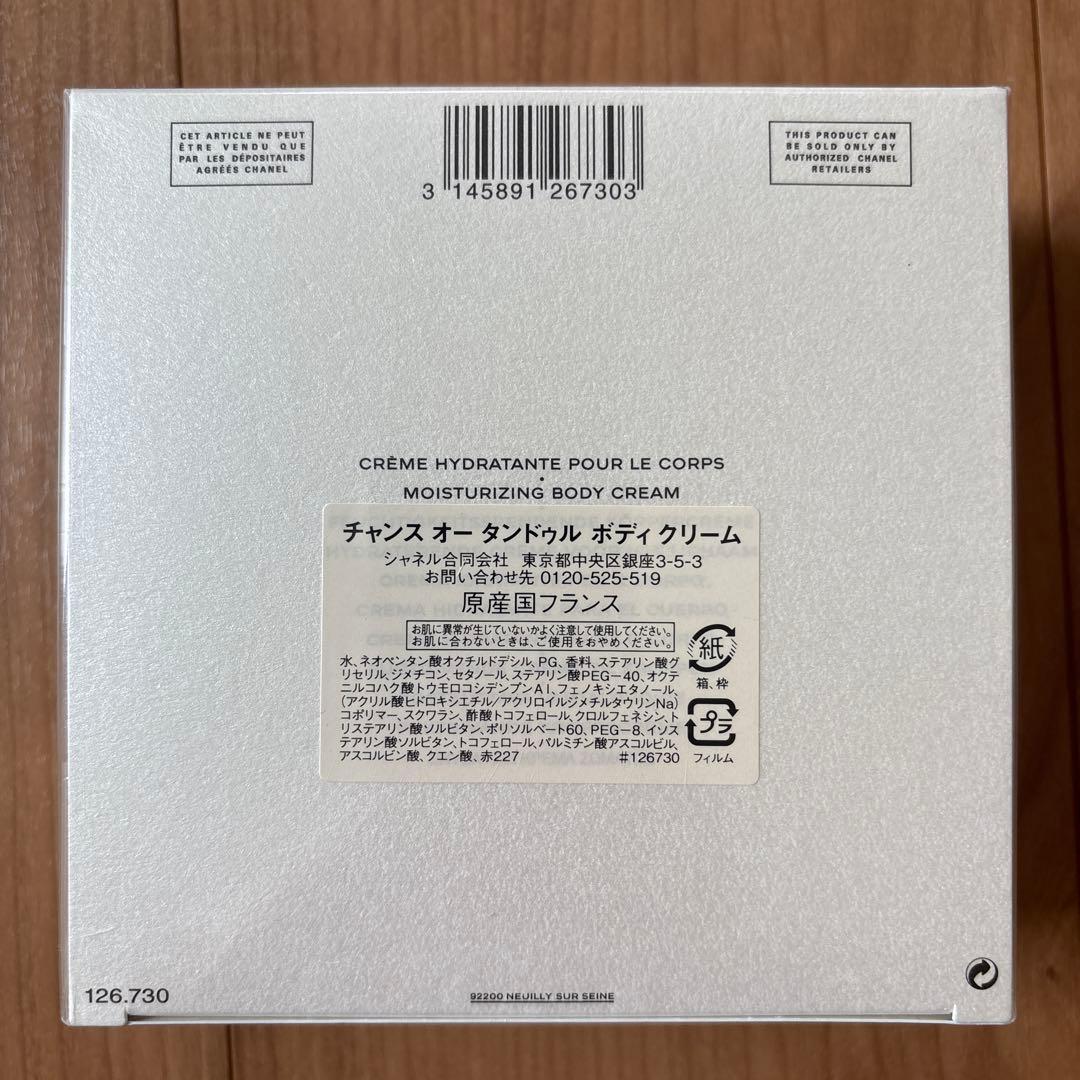 CET ARTICLE NE PEUT
ÊTRE VENDU QUE
PAR LES DÉPOSITAIRES
AGRÉÉS CHANEL
3 145891 267303
THIS PRODUCT CAN
BE SOLD ONLY BY
AUTHORIZED CHANEL
RETAILERS
CRÈME HYDRATANTE POUR LE CORPS
•
MOISTURIZING BODY CREAM
チャンス オー タンドゥル ボディ クリーム
シャネル合同会社 東京都中央区銀座3-5-3
お問い合わせ先 0120-525-519
原産国フランス
お肌に異常が生じていないかよく注意して使用してください。
お肌に合わないときは、ご使用をおやめください。
水、ネオペンタン酸オクチルドデシル、PG、香料、ステアリン酸グ
リセリル、ジメチコン、セタノール、ステアリン酸PEG-40、オクテ
ニルコハク酸トウモロコシデンプンAl、フェノキシエタノール、
(アクリル酸ヒドロキシエチル/アクリロイルジメチルタウリンNa)
コポリマー、スクワラン、酢酸トコフェロール、クロルフェネシン、ト
リステアリン酸ソルビタン、ポリソルベート60、PEG-8、イソス
テアリン酸ソルビタン、トコフェロール、パルミチン酸アスコルビル、
アスコルビン酸、クエン酸、赤227 #126730
紙
箱、枠
プラ
フィルム
126.730
92200 NEUILLY SUR SEINE